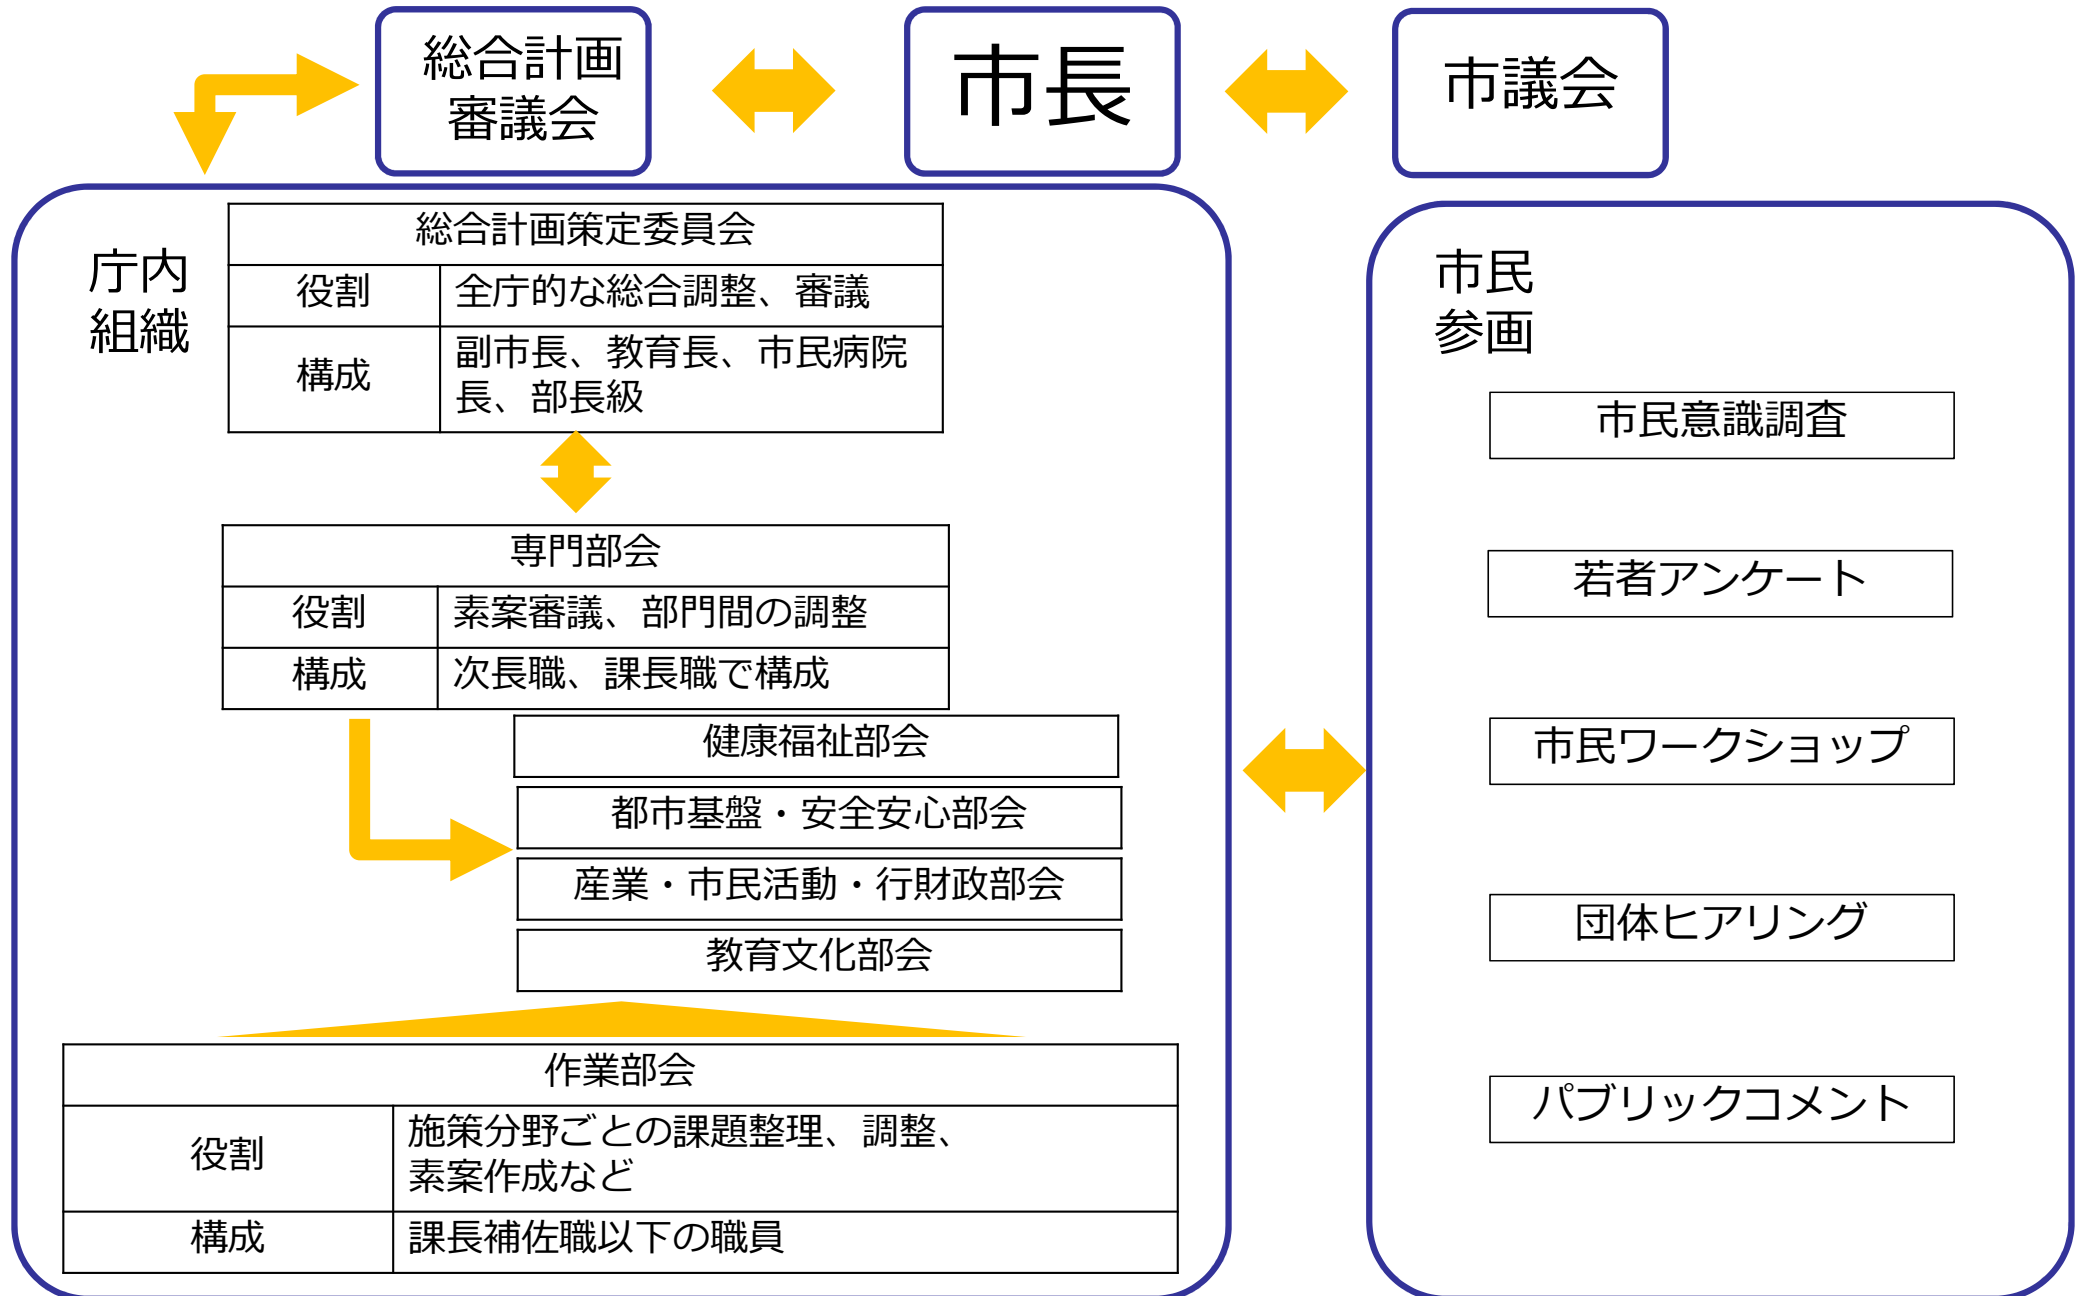 総合計画
審議会
市長
市議会
庁内
組織
総合計画策定委員会
役割
全庁的な総合調整、審議
構成
副市長、教育長、市民病院
長、部長級
専門部会
役割
素案審議、部門間の調整
構成
次長職、課長職で構成
健康福祉部会
都市基盤・安全安心部会
産業・市民活動・行財政部会
教育文化部会
作業部会
役割
施策分野ごとの課題整理、調整、
素案作成など
構成
課長補佐職以下の職員
市民
参画
市民意識調査
若者アンケート
市民ワークショップ
団体ヒアリング
パブリックコメント